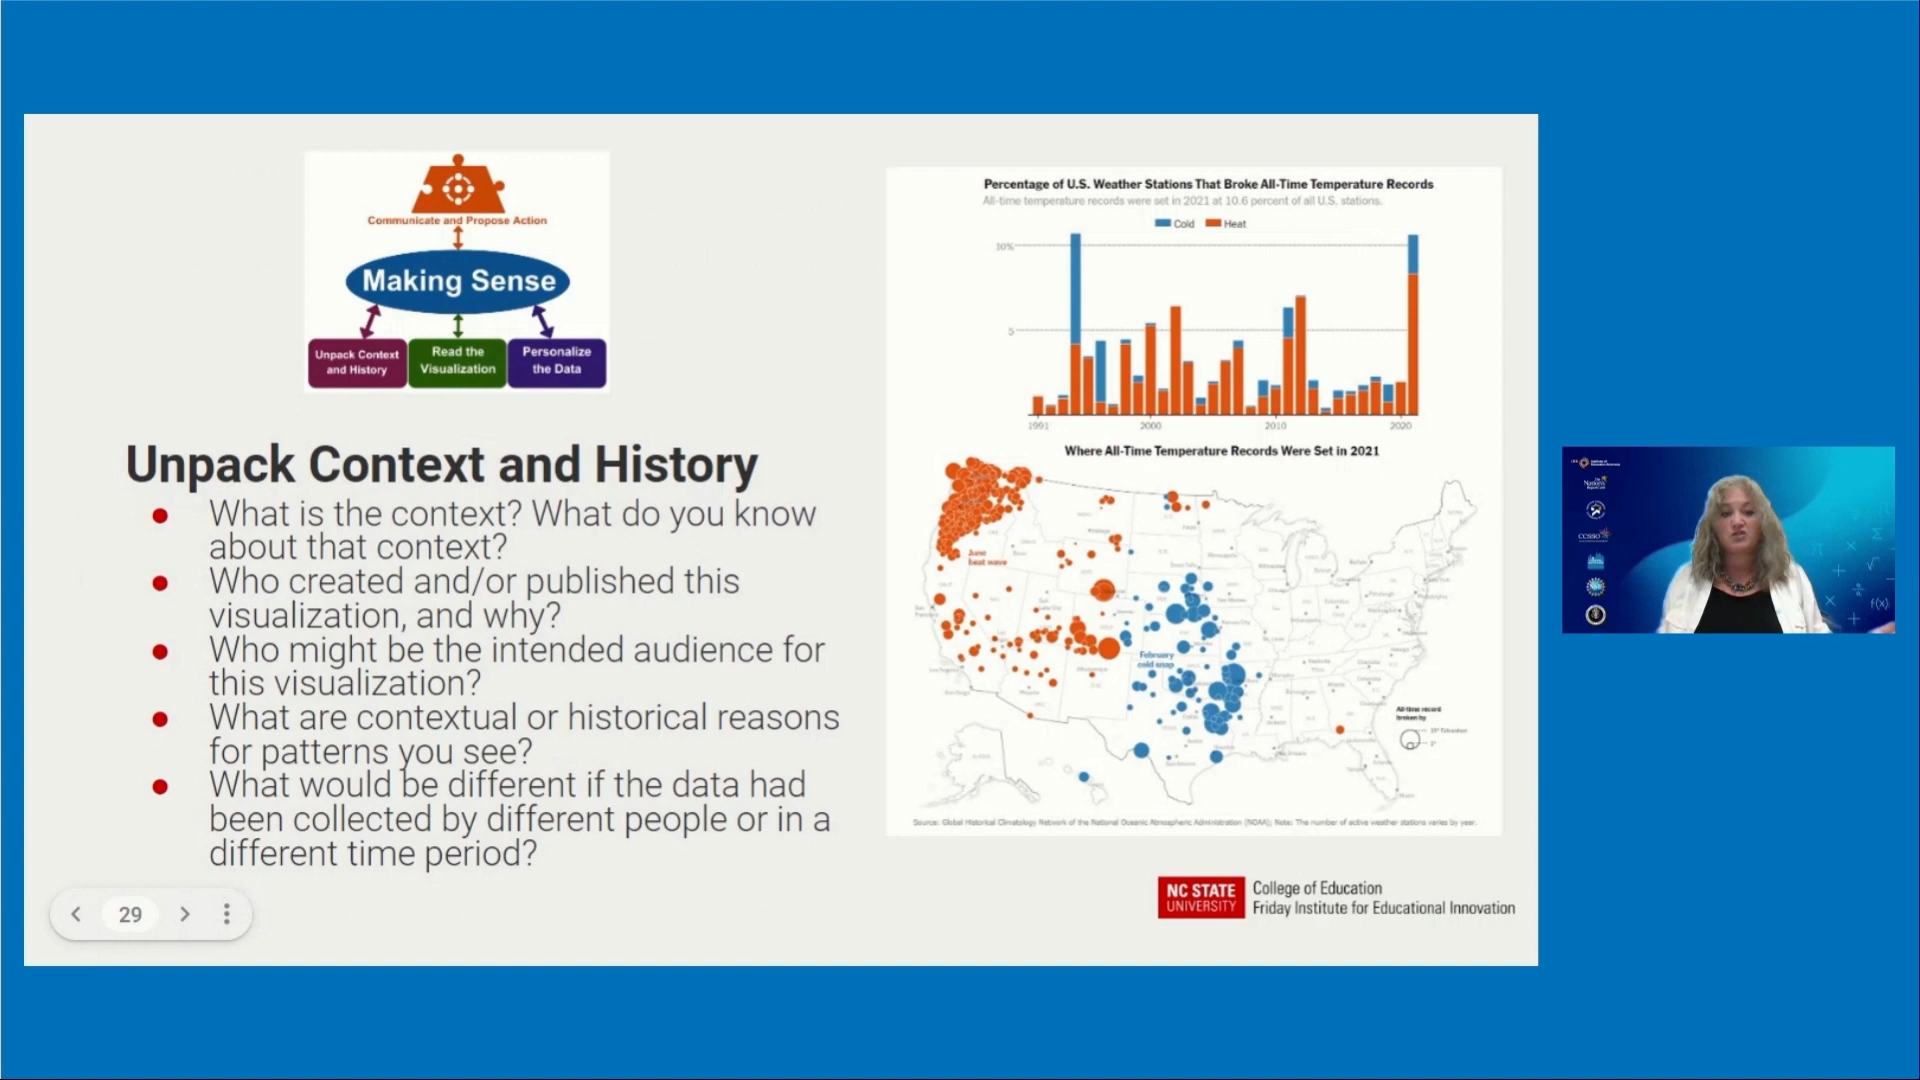 Communicate and Propose Action
Making Sense
Unpack Context
and History
Read the
Visualization
Personalize
the Data
Unpack Context and History
● What is the context? What do you know
about that context?
● Who created and/or published this
visualization, and why?
● Who might be the intended audience for
this visualization?
● What are contextual or historical reasons
for patterns you see?
● What would be different if the data had
been collected by different people or in a
different time period?
29
Percentage of U.S. Weather Stations That Broke All-Time Temperature Records
All-time temperature records were set in 2021 at 10.6 percent of all U.S. stations.
Cold Heat
10%
5
1991 2000 2010 2020
Where All-Time Temperature Records Were Set in 2021
June
heat wave
February
cold snap
All-time record
broken by
Source: Global Historical Climatology Network of the National Oceanic Atmospheric Administration (NOAA); Note: The number of active weather stations varies by year.
NC STATE
UNIVERSITY
College of Education
Friday Institute for Educational Innovation
CCSSO
f(x)